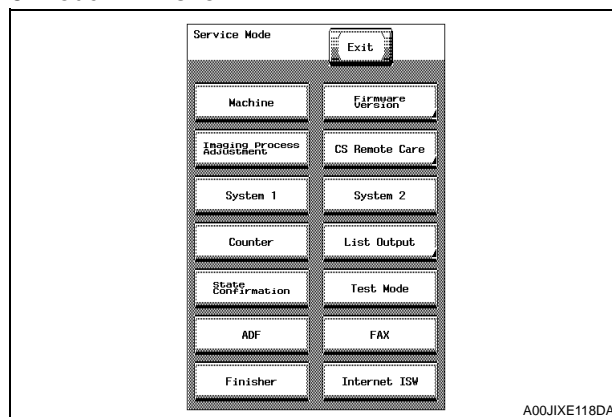 Service Mode
Exit
Machine
Firmware
Version
Imaging Process
Adjustment
CS Remote Care
System 1
System 2
Counter
List Output
State
Confirmation
Test Mode
ADF
FAX
Finisher
Internet ISW
A00JIXE118DA